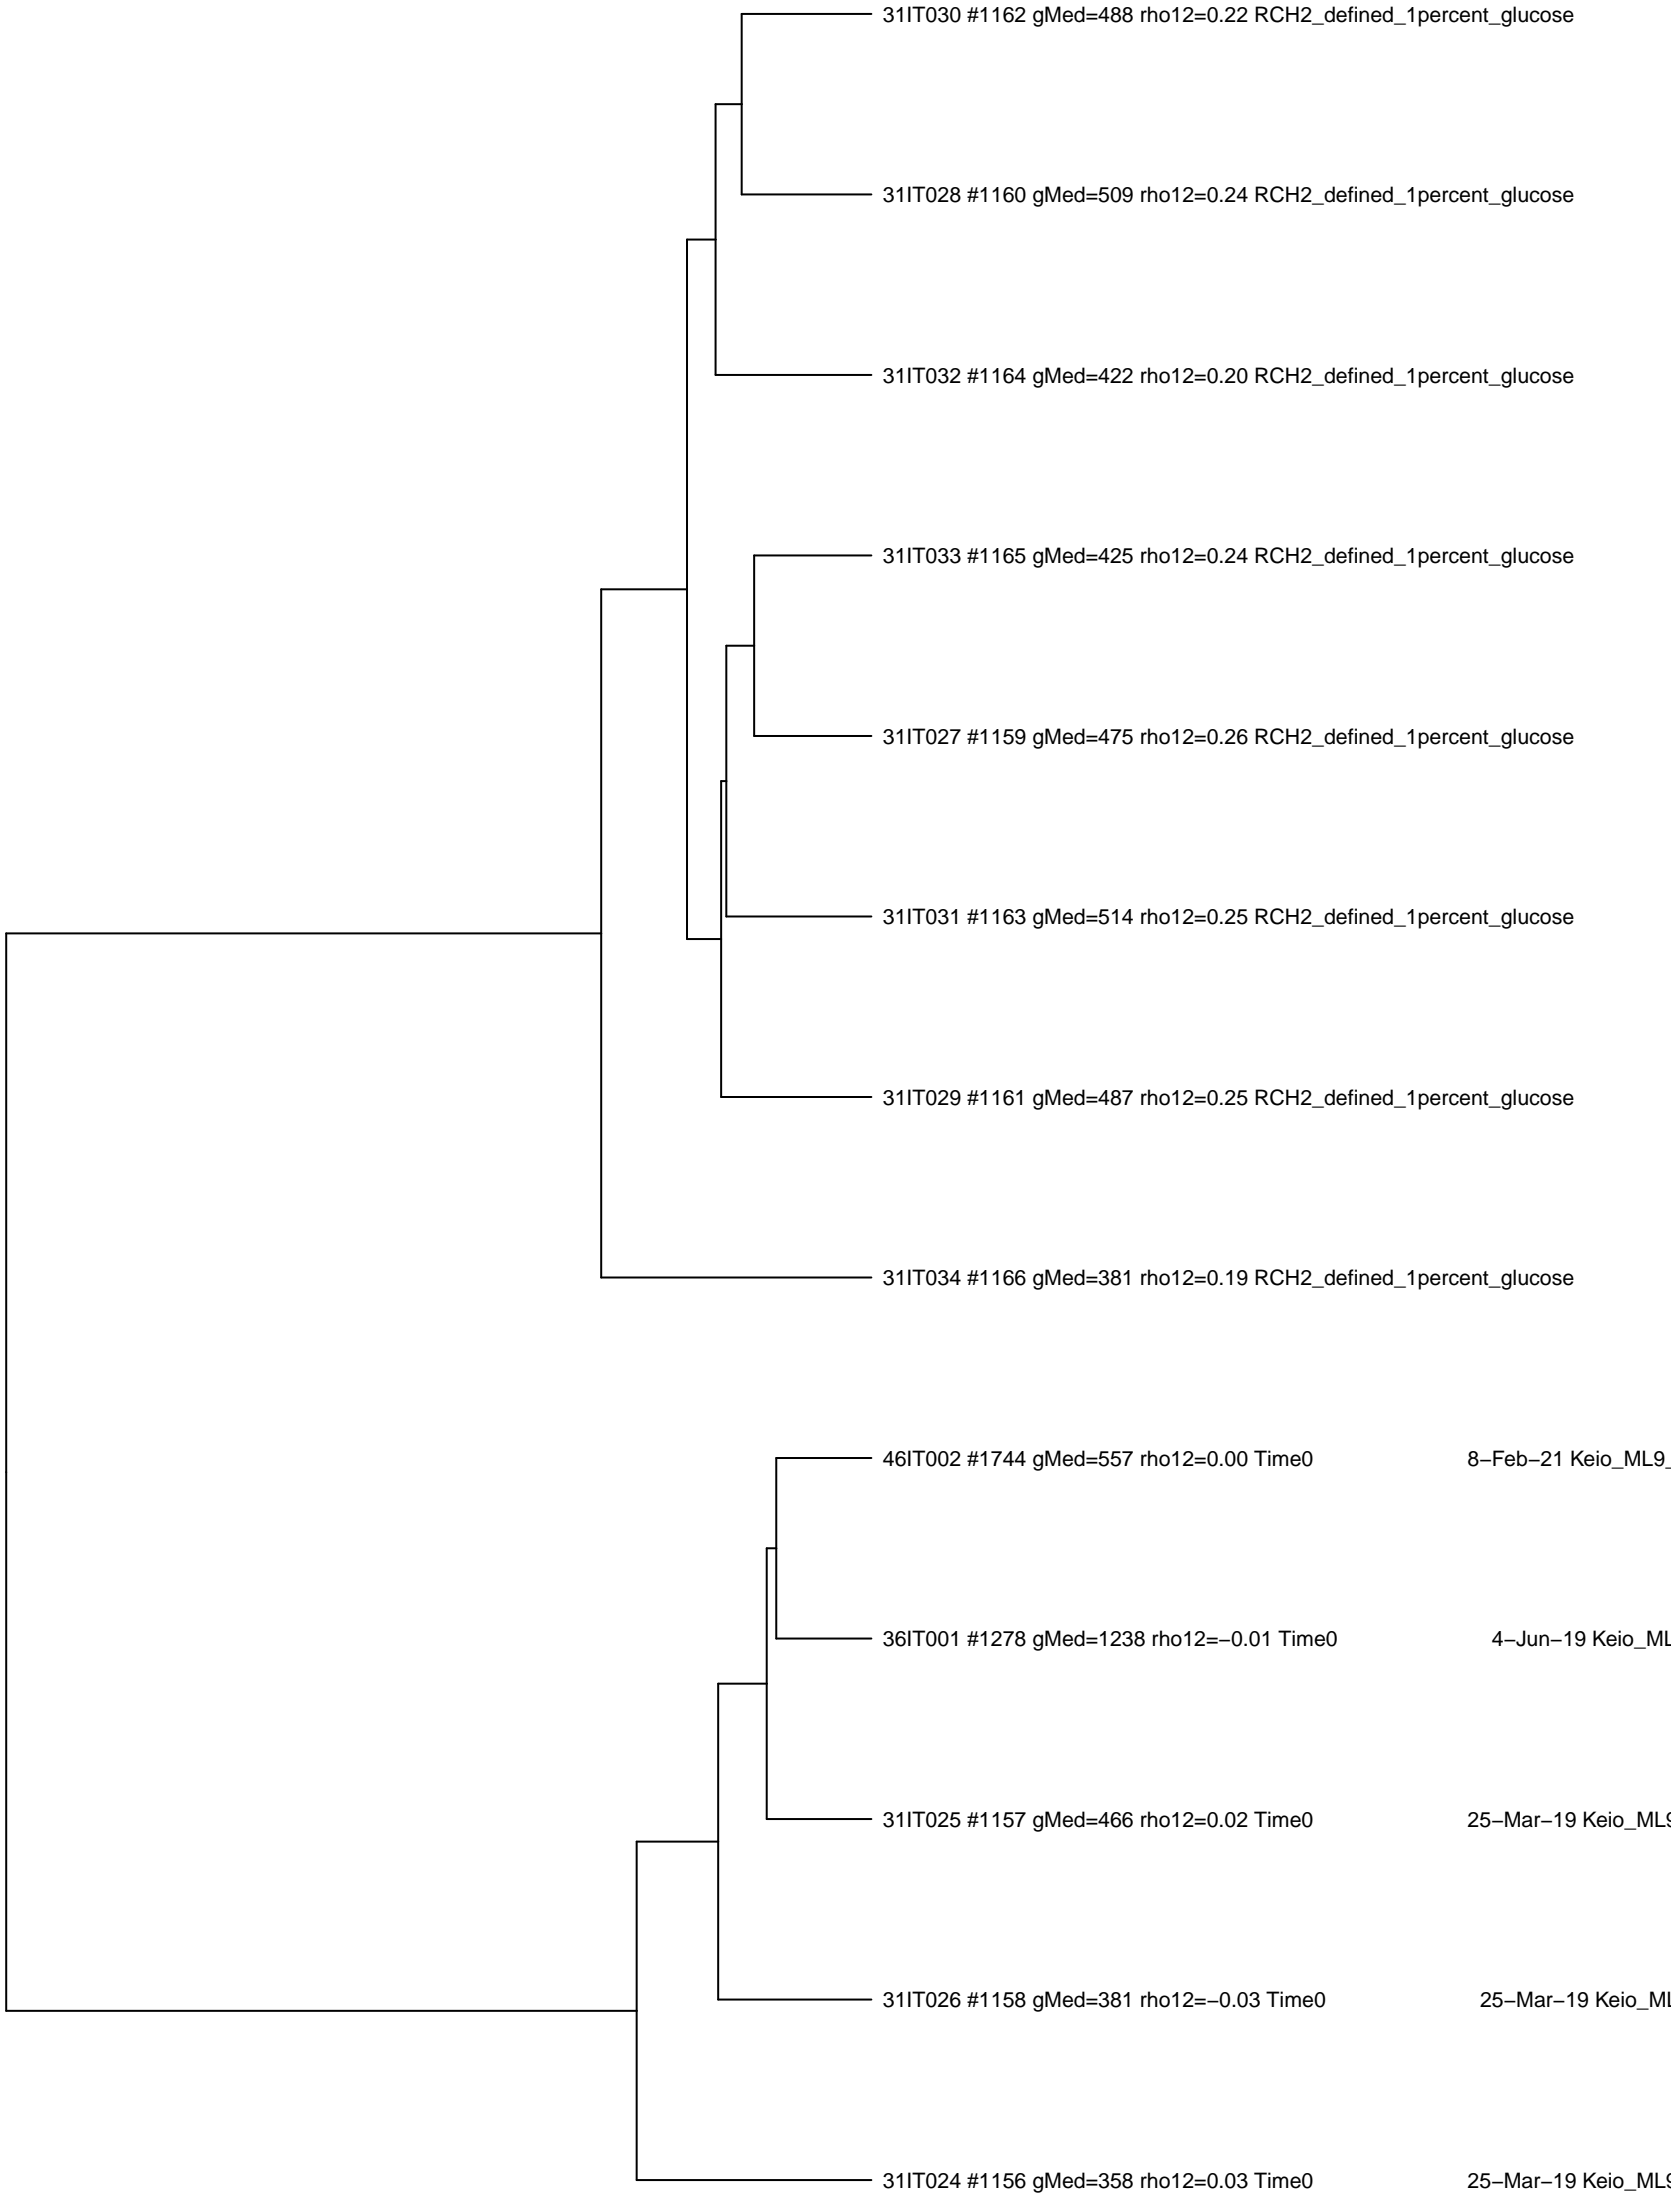 31IT030 #1162 gMed=488 rho12=0.22 RCH2_defined_1percent_glucose
31IT028 #1160 gMed=509 rho12=0.24 RCH2_defined_1percent_glucose
31IT032 #1164 gMed=422 rho12=0.20 RCH2_defined_1percent_glucose
31IT033 #1165 gMed=425 rho12=0.24 RCH2_defined_1percent_glucose
31IT027 #1159 gMed=475 rho12=0.26 RCH2_defined_1percent_glucose
31IT031 #1163 gMed=514 rho12=0.25 RCH2_defined_1percent_glucose
31IT029 #1161 gMed=487 rho12=0.25 RCH2_defined_1percent_glucose
31IT034 #1166 gMed=381 rho12=0.19 RCH2_defined_1percent_glucose
46IT002 #1744 gMed=557 rho12=0.00 Time0 8−Feb−21 Keio_ML9_
36IT001 #1278 gMed=1238 rho12=−0.01 Time0 4−Jun−19 Keio_ML
31IT025 #1157 gMed=466 rho12=0.02 Time0 25−Mar−19 Keio_ML9
31IT026 #1158 gMed=381 rho12=−0.03 Time0 25−Mar−19 Keio_ML
31IT024 #1156 gMed=358 rho12=0.03 Time0 25−Mar−19 Keio_ML9